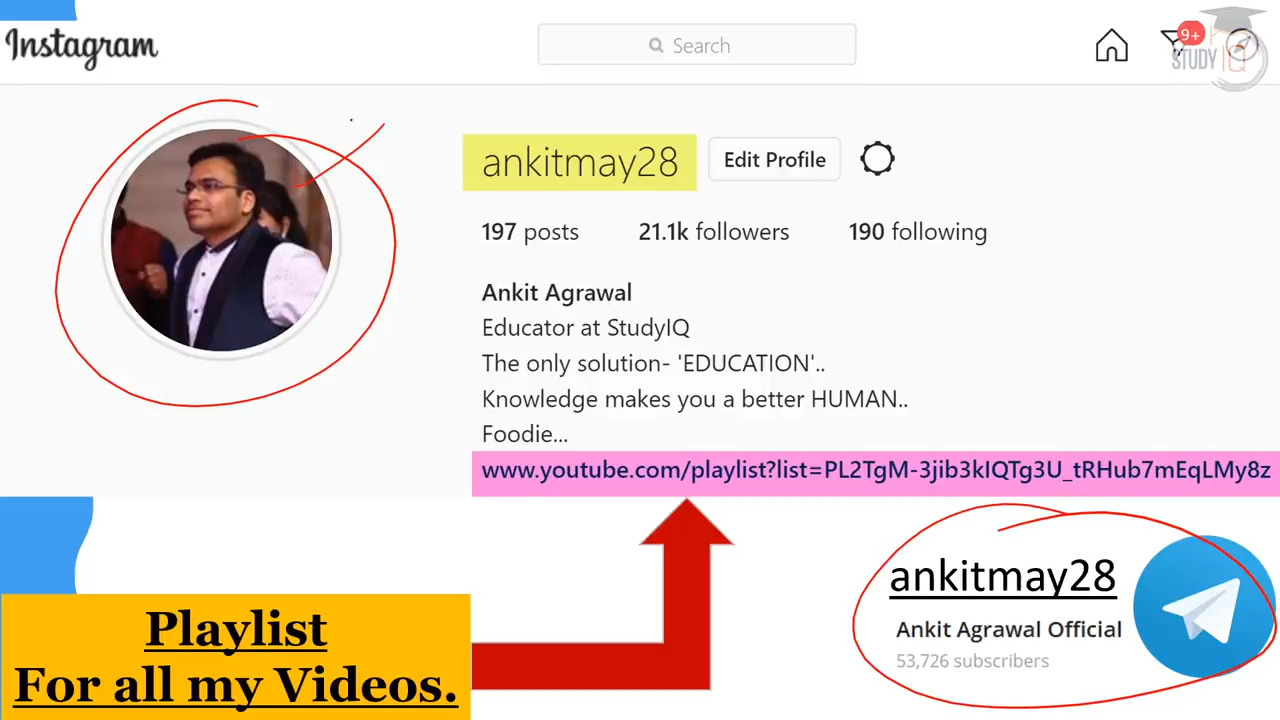 Instagram
Search
9+
STUDY IQ
ankitmay28
Edit Profile
197 posts 21.1k followers 190 following
Ankit Agrawal
Educator at StudyIQ
The only solution- 'EDUCATION'..
Knowledge makes you a better HUMAN..
Foodie...
www.youtube.com/playlist?list=PL2TgM-3jib3kIQTg3U_tRHub7mEqLMy8z
ankitmay28
Ankit Agrawal Official
53,726 subscribers
Playlist
For all my Videos.